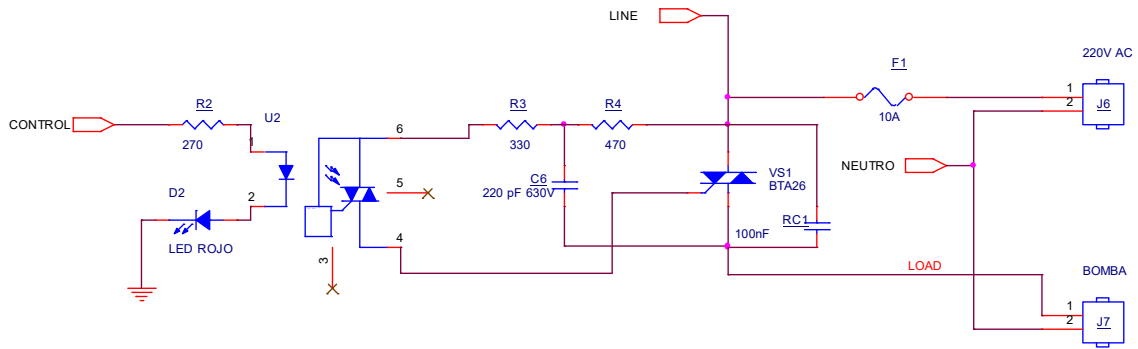 LINE
220V AC
F1
1
J6
2
10A
R2
U2
CONTROL
270
1
6
R3
R4
330
470
NEUTRO
VS1
BTA26
5
C6
220 pF 630V
D2
2
LED ROJO
4
3
100nF
RC1
LOAD
BOMBA
1
J7
2